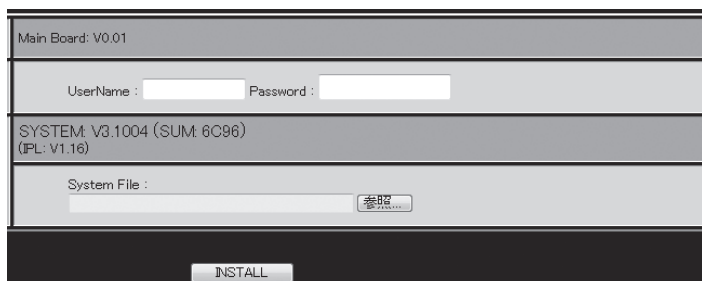 Main Board: V0.01
UserName : Password :
SYSTEM: V3.1004 (SUM: 6C96)
(IPL: V1.16)
System File :
参照...
INSTALL